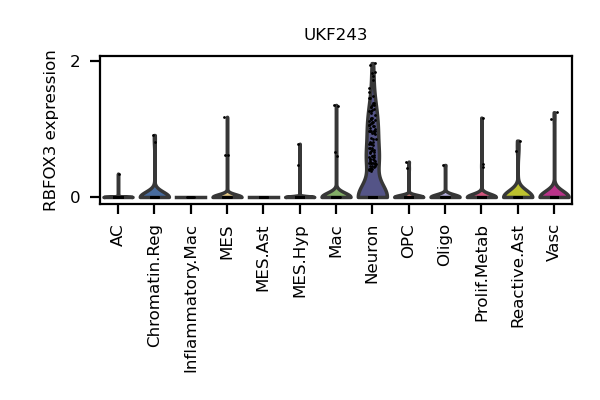 UKF243
RBFOX3 expression
2
0
AC
Chromatin.Reg
Inflammatory.Mac
MES
MES.Ast
MES.Hyp
Mac
Neuron
OPC
Oligo
Prolif.Metab
Reactive.Ast
Vasc